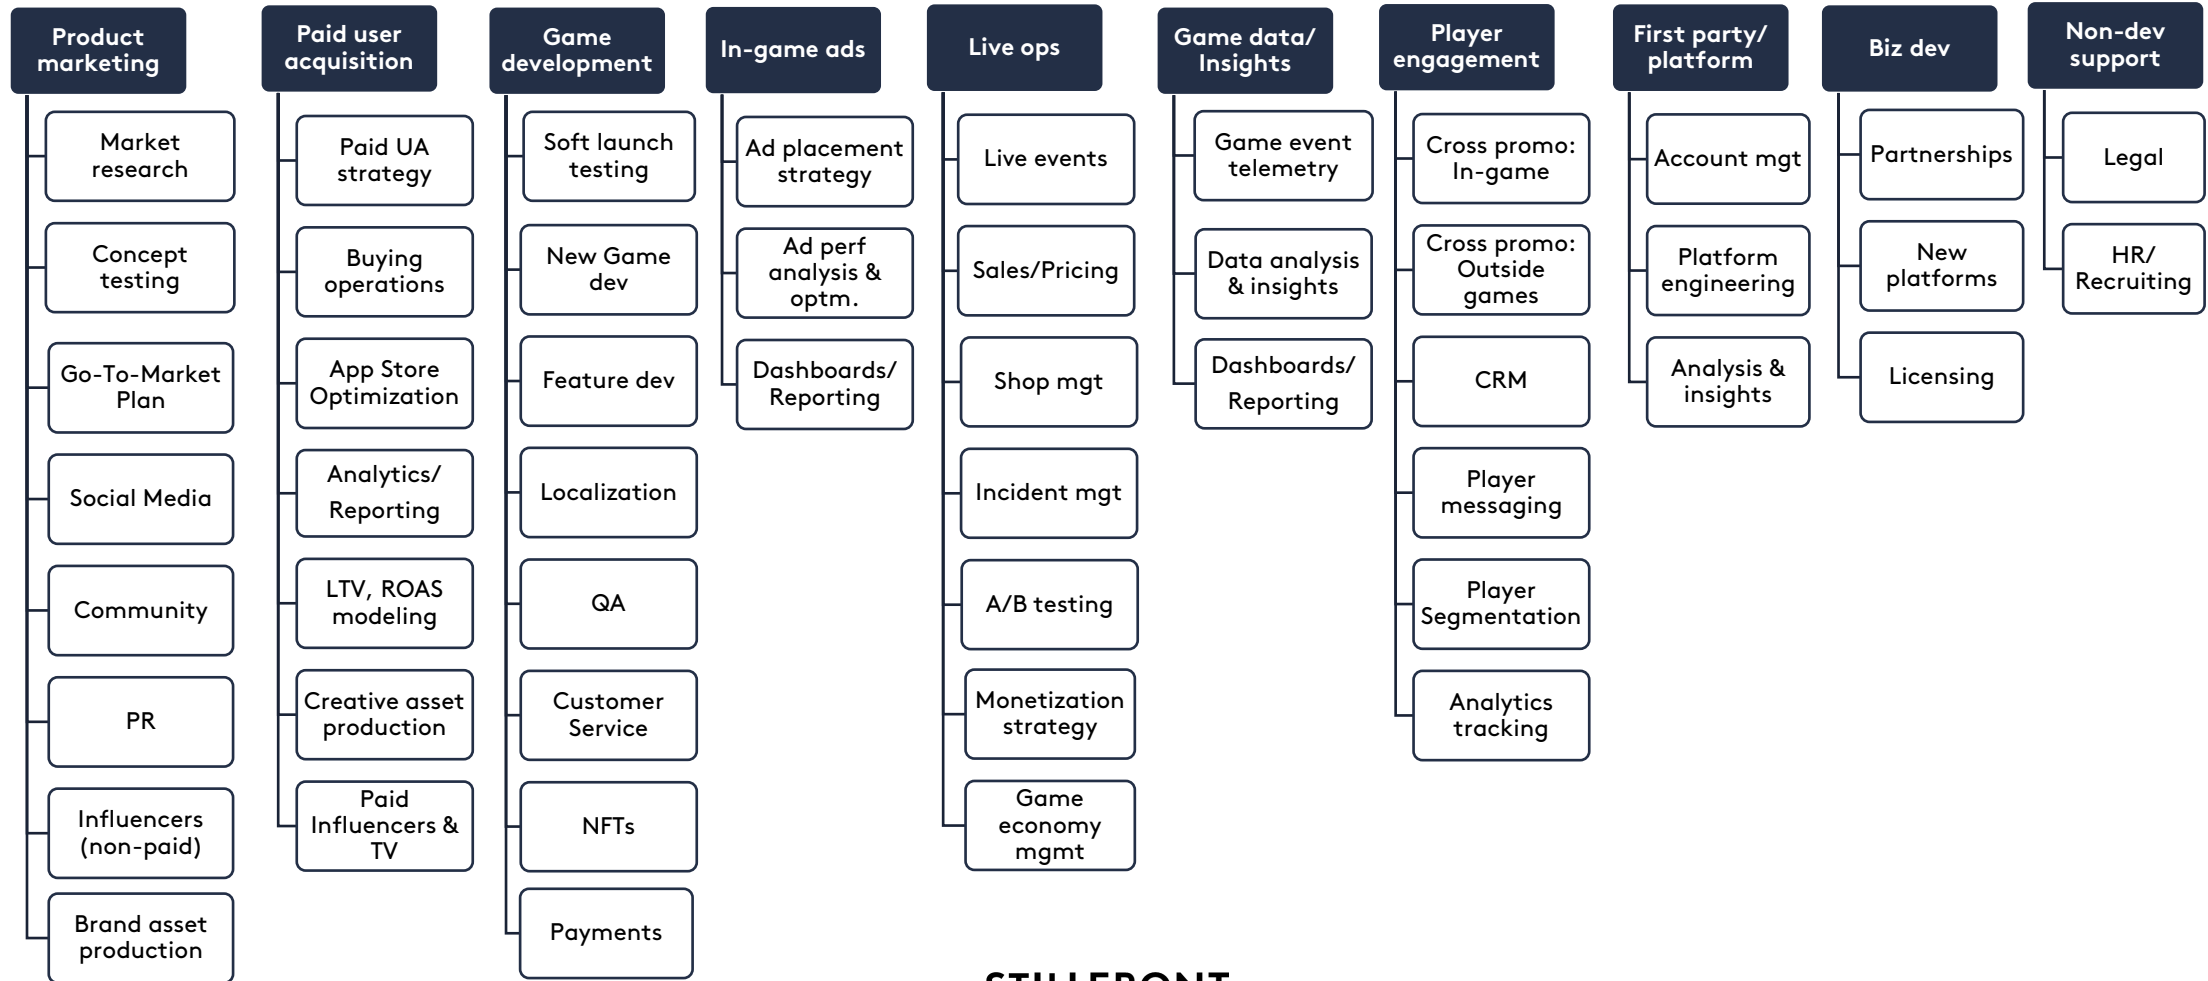 Product
marketing
Market
research
Concept
testing
Go-To-Market
Plan
Social Media
Community
PR
Influencers
(non-paid)
Brand asset
production
Paid user
acquisition
Paid UA
strategy
Buying
operations
App Store
Optimization
Analytics/
Reporting
LTV, ROAS
modeling
Creative asset
production
Paid
Influencers &
TV
Game
development
Soft launch
testing
New Game
dev
Feature dev
Localization
QA
Customer
Service
NFTs
Payments
In-game ads
Ad placement
strategy
Ad perf
analysis &
optm.
Dashboards/
Reporting
Live ops
Live events
Sales/Pricing
Shop mgt
Incident mgt
A/B testing
Monetization
strategy
Game
economy
mgmt
Game data/
Insights
Game event
telemetry
Data analysis
& insights
Dashboards/
Reporting
Player
engagement
Cross promo:
In-game
Cross promo:
Outside
games
CRM
Player
messaging
Player
Segmentation
Analytics
tracking
First party/
platform
Account mgt
Platform
engineering
Analysis &
insights
Biz dev
Partnerships
New
platforms
Licensing
Non-dev
support
Legal
HR/
Recruiting
STILLFRONT